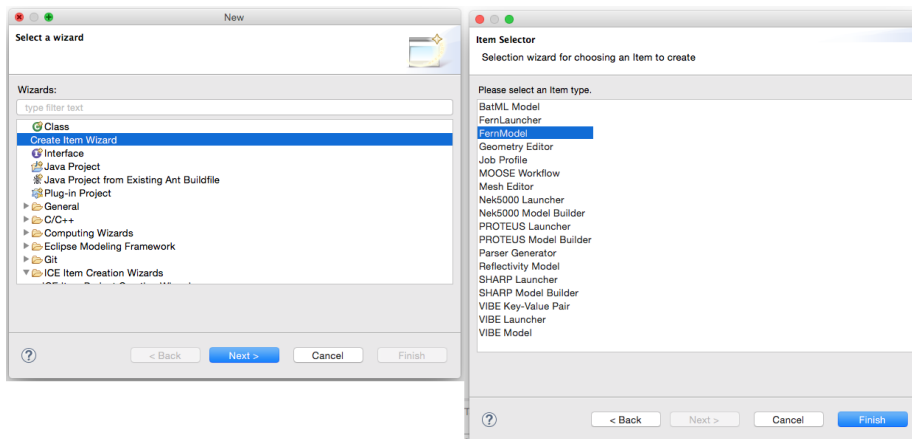 New
Select a wizard
Wizards:
type filter text
Class
Create Item Wizard
Interface
Java Project
Java Project from Existing Ant Buildfile
Plug-in Project
General
C/C++
Computing Wizards
Eclipse Modeling Framework
Git
ICE Item Creation Wizards
< Back
Next >
Cancel
Finish
Item Selector
Selection wizard for choosing an Item to create
Please select an Item type.
BatML Model
FernLauncher
FernModel
Geometry Editor
Job Profile
MOOSE Workflow
Mesh Editor
Nek5000 Launcher
Nek5000 Model Builder
PROTEUS Launcher
PROTEUS Model Builder
Parser Generator
Reflectivity Model
SHARP Launcher
SHARP Model Builder
VIBE Key-Value Pair
VIBE Launcher
VIBE Model
< Back
Next >
Cancel
Finish